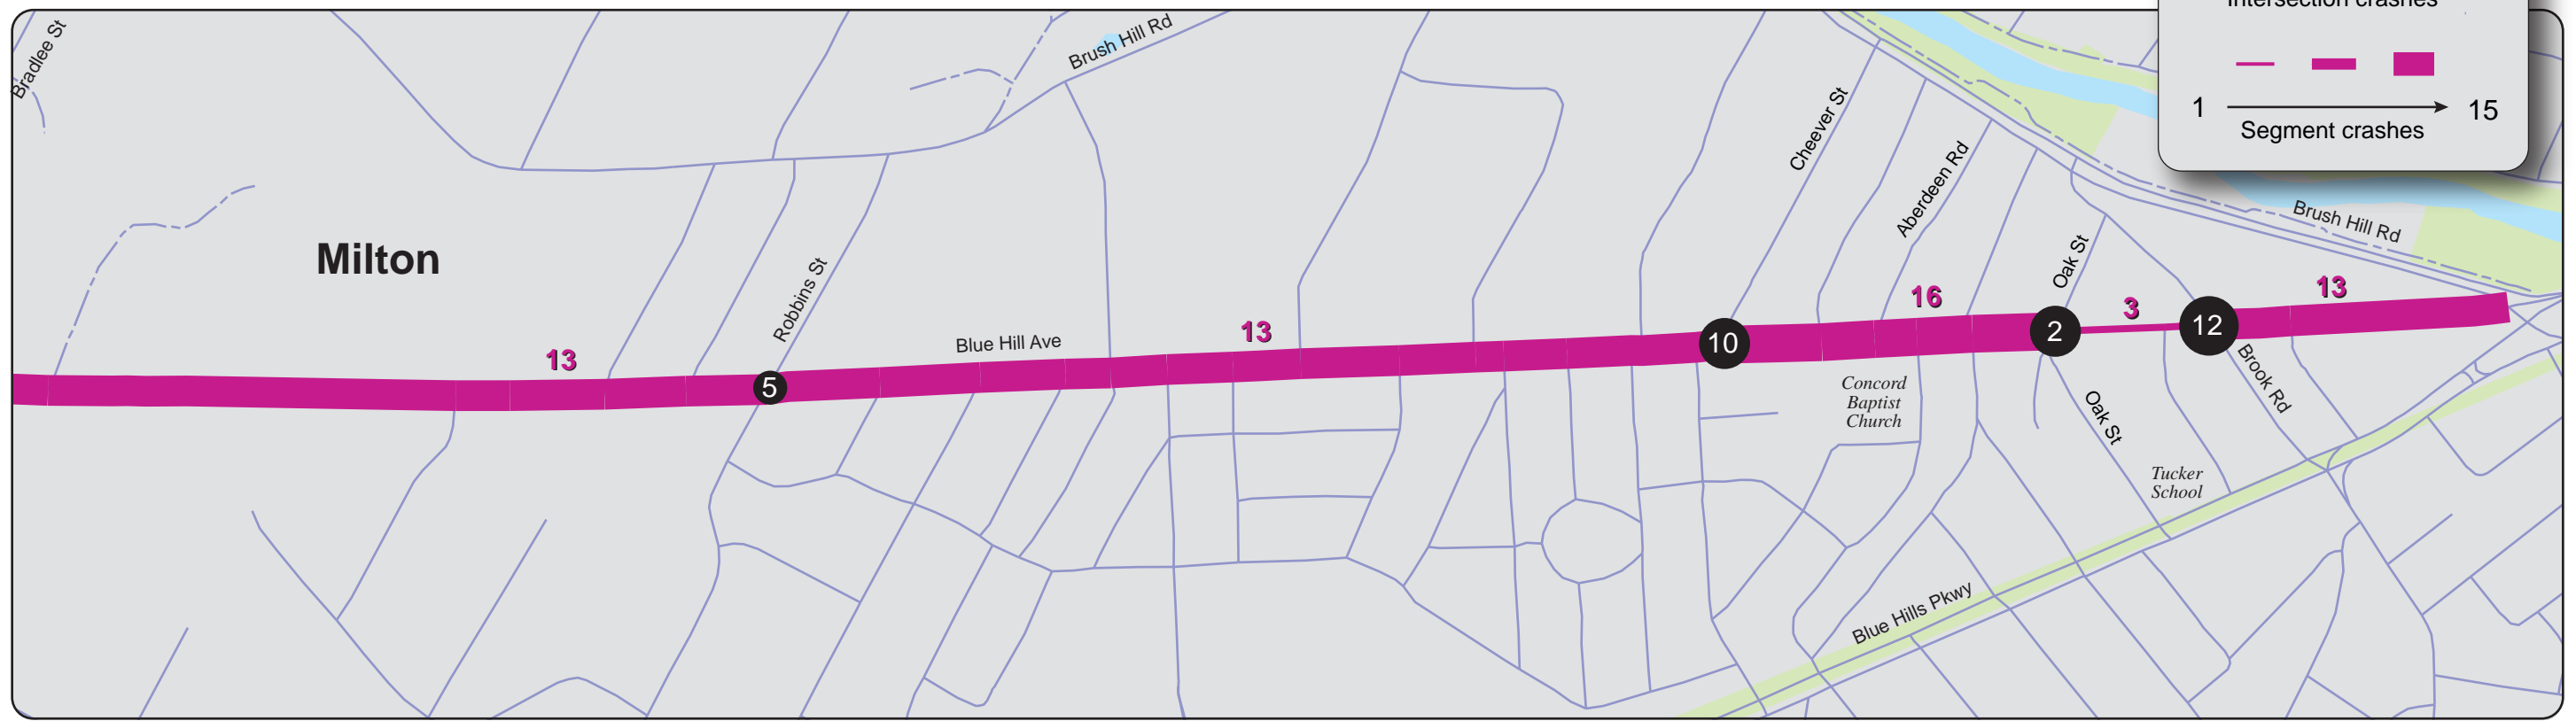 Intersection crashes
1
15
Segment crashes
Bradlee St
Brush Hill Rd
Cheever St
Aberdeen Rd
Brush Hill Rd
Milton
Robbins St
Oak St
13
Blue Hill Ave
13
16
3
13
5
10
2
12
Concord
Baptist
Church
Oak St
Brook Rd
Tucker
School
Blue Hills Pkwy